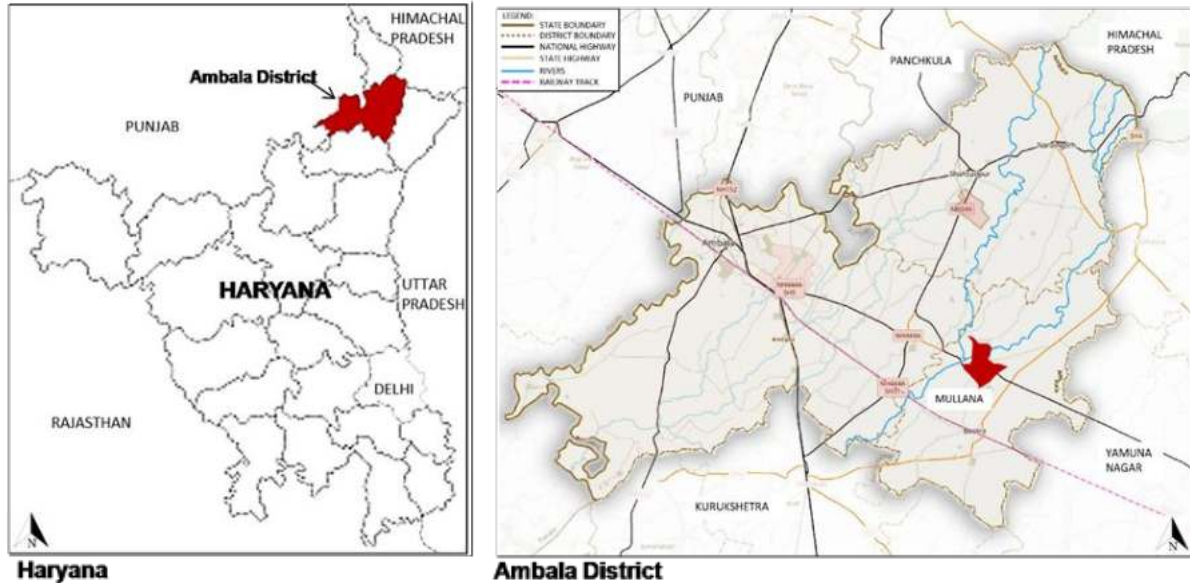 HIMACHAL
PRADESH
Ambala District
PUNJAB
HARYANA
UTTAR
PRADESH
DELHI
RAJASTHAN
N
Haryana
LEGEND:
STATE BOUNDARY
DISTRICT BOUNDARY
NATIONAL HIGHWAY
STATE HIGHWAY
RIVERS
RAILWAY TRACK
HIMACHAL
PRADESH
PANCHKULA
PUNJAB
NH152
Ambala
MULLANA
YAMUNA
NAGAR
KURUKSHETRA
N
Ambala District